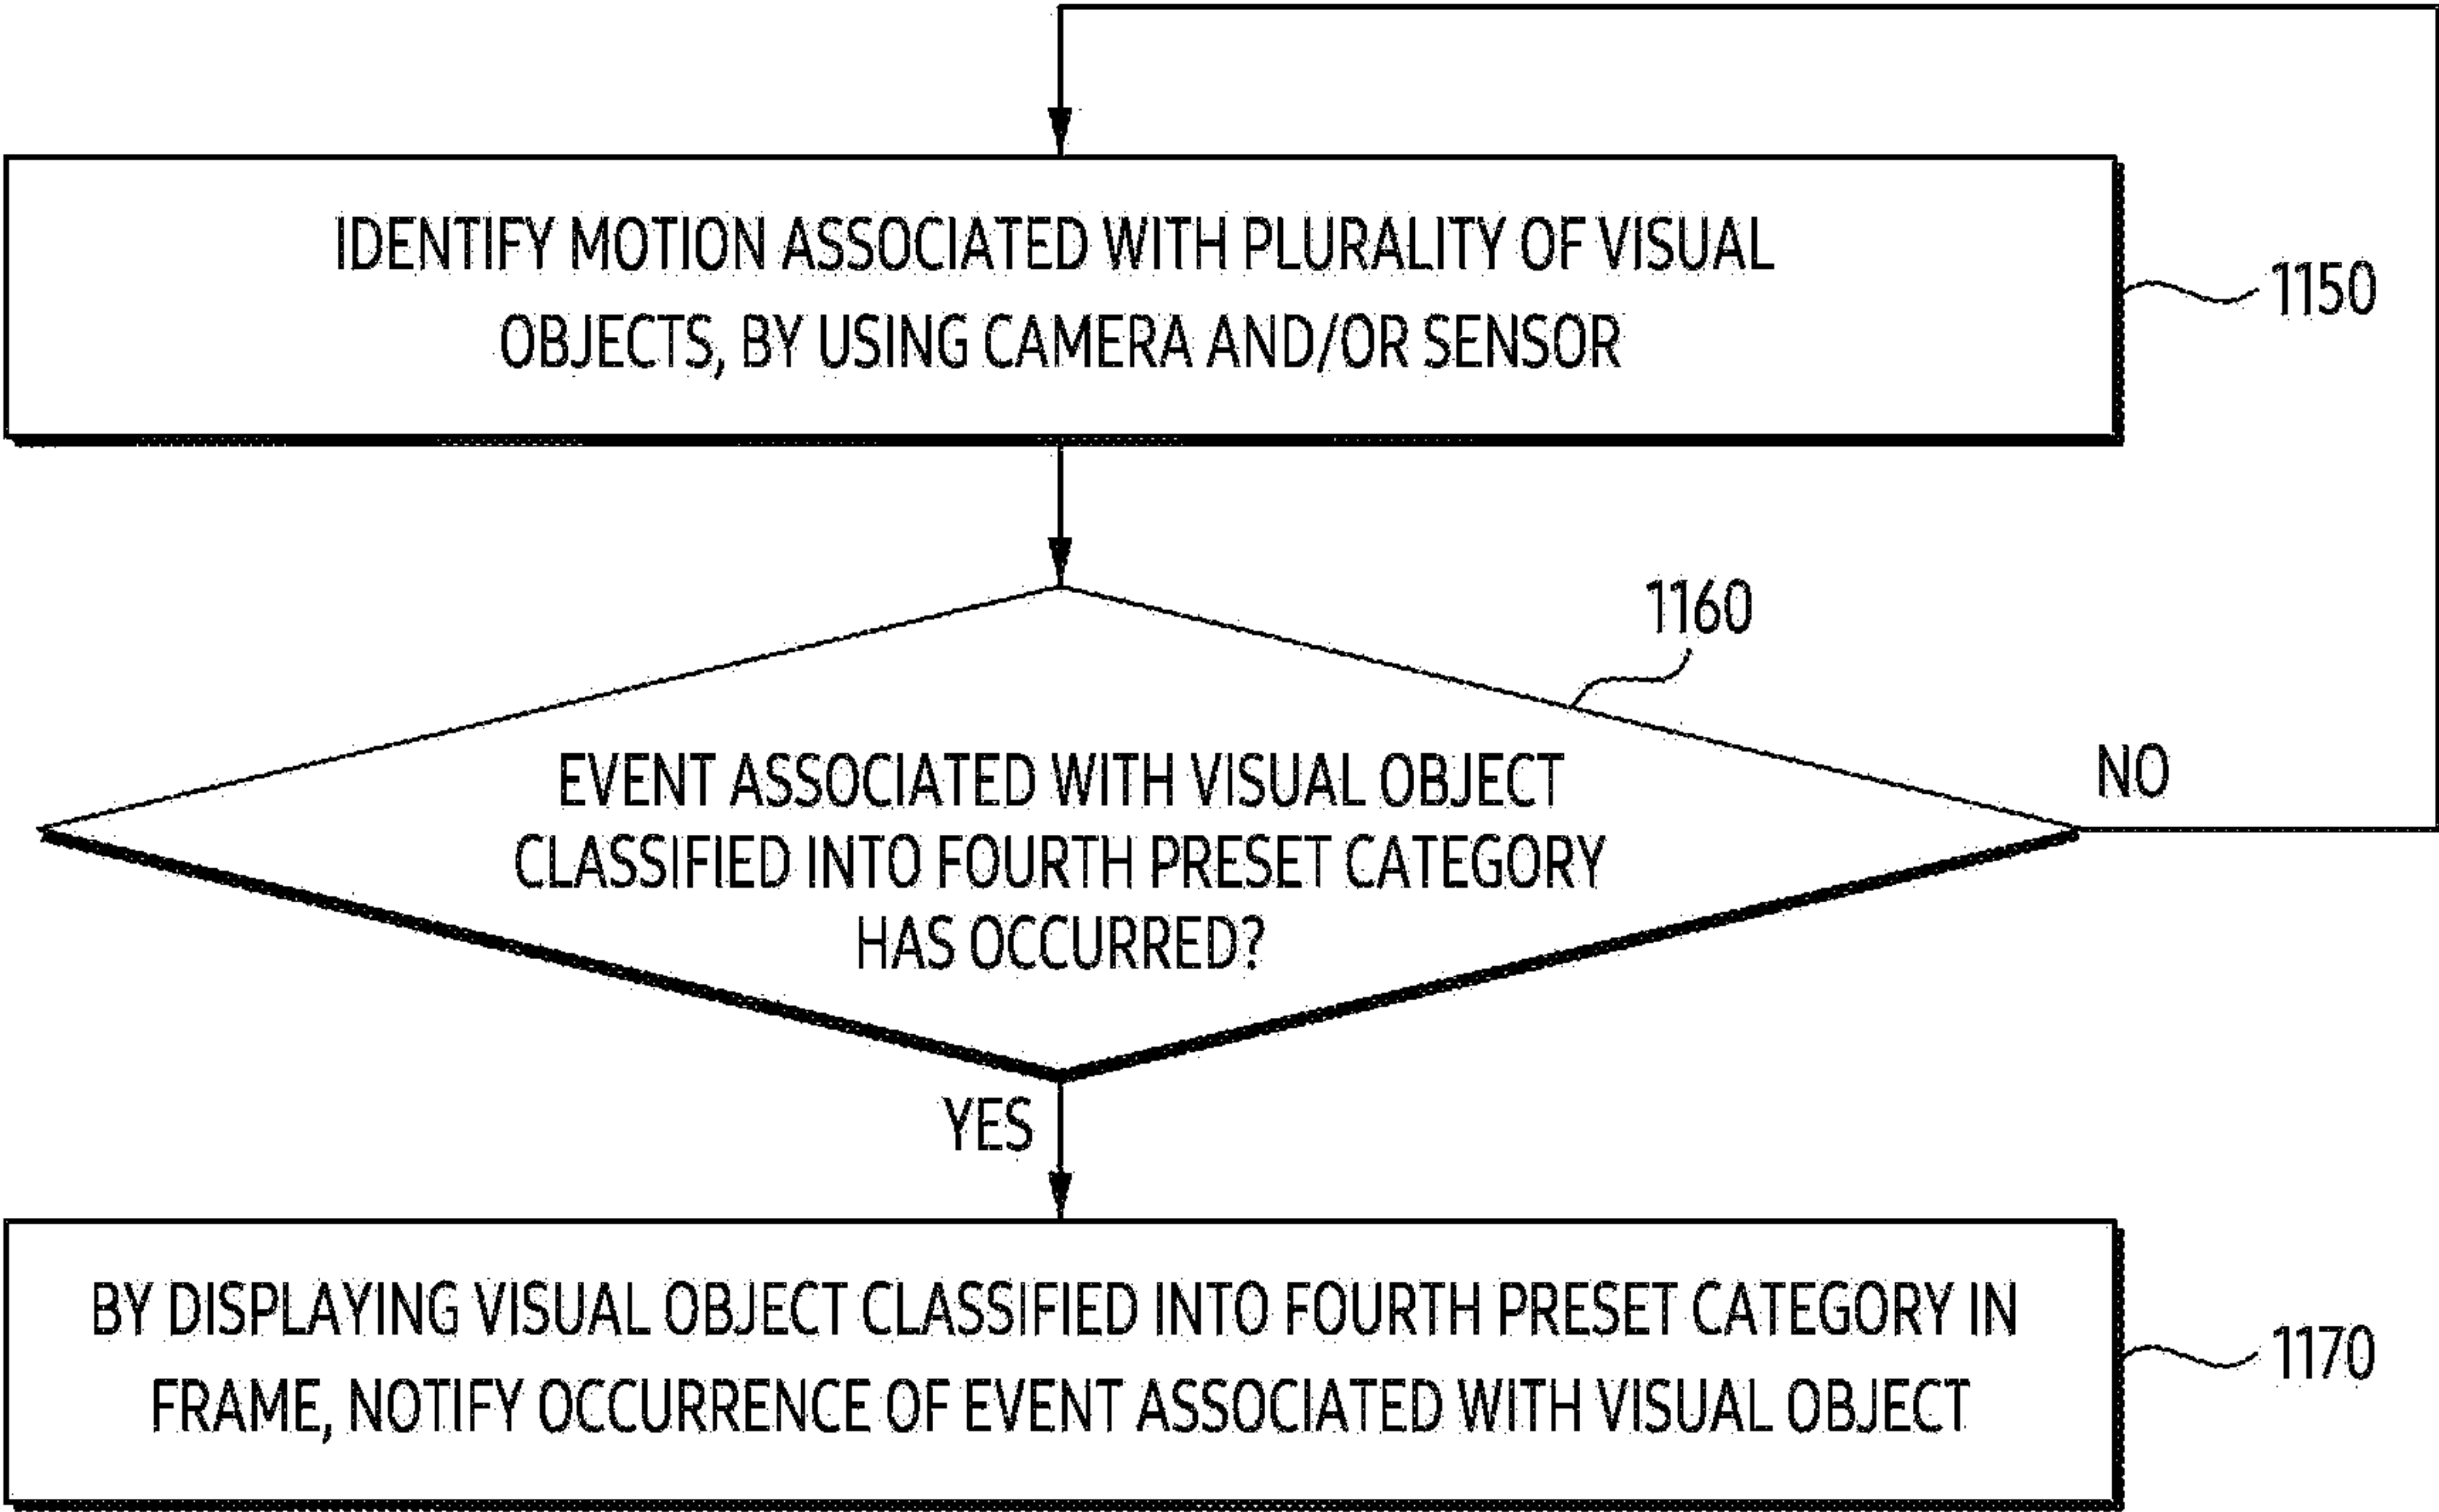 IDENTIFY MOTION ASSOCIATED WITH PLURALITY OF VISUAL
OBJECTS, BY USING CAMERA AND/OR SENSOR
1150
1160
EVENT ASSOCIATED WITH VISUAL OBJECT
CLASSIFIED INTO FOURTH PRESET CATEGORY
HAS OCCURRED?
NO
YES
BY DISPLAYING VISUAL OBJECT CLASSIFIED INTO FOURTH PRESET CATEGORY IN
FRAME, NOTIFY OCCURRENCE OF EVENT ASSOCIATED WITH VISUAL OBJECT
1170